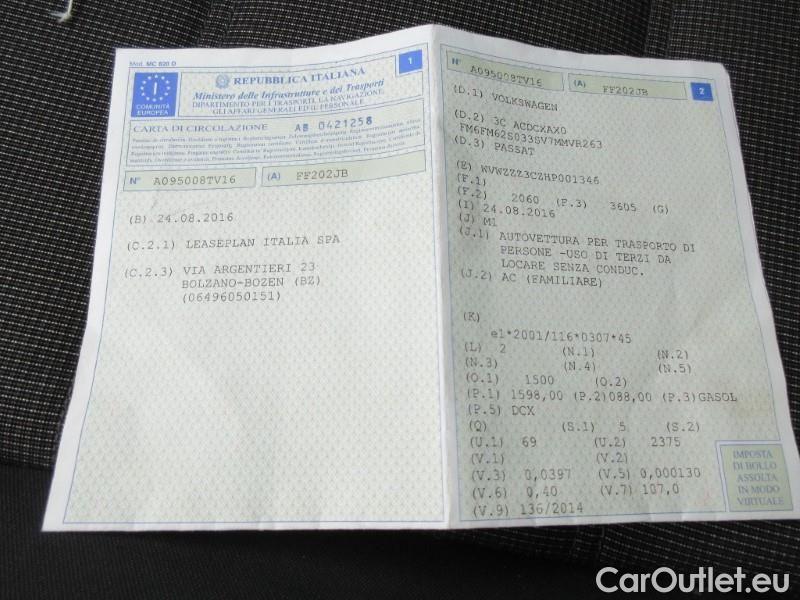 Mod. MC 820 D
1
I
COMUNITÀ
EUROPEA
REPUBBLICA ITALIANA
Ministero delle Infrastrutture e dei Trasporti
DIPARTIMENTO PER I TRASPORTI, LA NAVIGAZIONE,
GLI AFFARI GENERALI ED IL PERSONALE
CARTA DI CIRCOLAZIONE AB 0421258
N° A095008TV16 (A) FF202JB
(B) 24.08.2016
(C.2.1) LEASEPLAN ITALIA SPA
(C.2.3) VIA ARGENTIERI 23
BOLZANO-BOZEN (BZ)
(06496050151)
N° A095008TV16 (A) FF202JB
2
(D.1) VOLKSWAGEN
(D.2) 3C ACDCXAX0
FM6FM62S033SV7MMVR263
(D.3) PASSAT
(E) WVWZZZ3CZHP001346
(F.1)
(F.2) 2060 (F.3) 3605 (G)
(I) 24.08.2016
(J) M1
(J.1) AUTOVETTURA PER TRASPORTO DI
PERSONE -USO DI TERZI DA
LOCARE SENZA CONDUC.
(J.2) AC (FAMILIARE)
(K)
e1*2001/116*0307*45
(L) 2 (N.1) (N.2)
(N.3) (N.4) (N.5)
(O.1) 1500 (O.2)
(P.1) 1598,00 (P.2)088,00 (P.3)GASOL
(P.5) DCX
(Q) (S.1) 5 (S.2)
(U.1) 69 (U.2) 2375
(V.1) (V.2)
(V.3) 0,0397 (V.5) 0,000130
(V.6) 0,40 (V.7) 107,0
(V.9) 136/2014
IMPOSTA
DI BOLLO
ASSOLTA
IN MODO
VIRTUALE
CarOutlet.eu